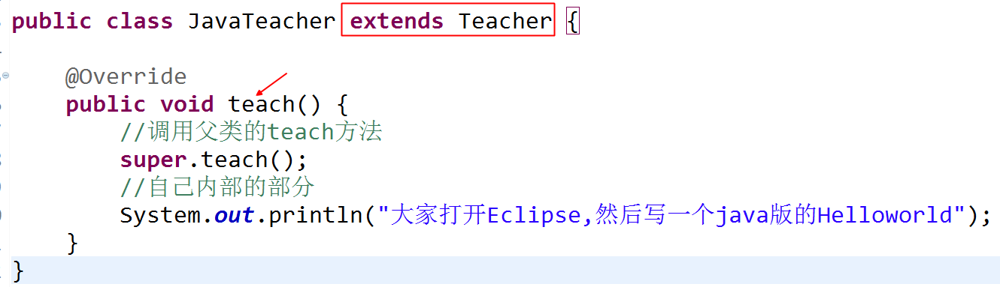 public class JavaTeacher extends Teacher {
@Override
public void teach() {
//调用父类的teach方法
super.teach();
//自己内部的部分
System.out.println("大家打开Eclipse,然后写一个java版的Helloworld");
}
}